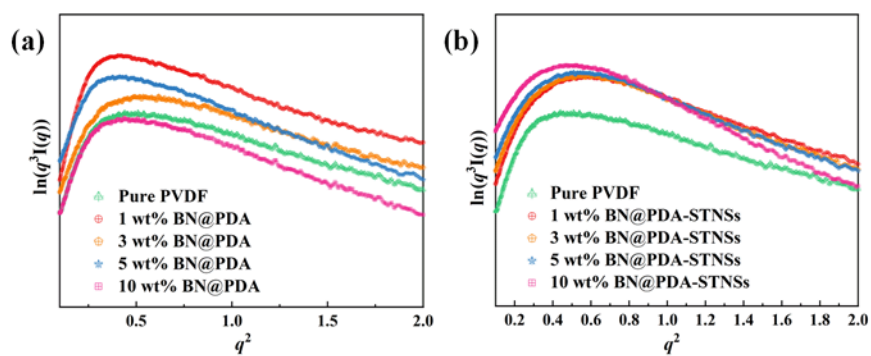 (a)
ln(q³I(q))
Pure PVDF
1 wt% BN@PDA
3 wt% BN@PDA
5 wt% BN@PDA
10 wt% BN@PDA
0.5 1.0 1.5 2.0
q²
(b)
ln(q³I(q))
Pure PVDF
1 wt% BN@PDA-STNSs
3 wt% BN@PDA-STNSs
5 wt% BN@PDA-STNSs
10 wt% BN@PDA-STNSs
0.2 0.4 0.6 0.8 1.0 1.2 1.4 1.6 1.8 2.0
q²